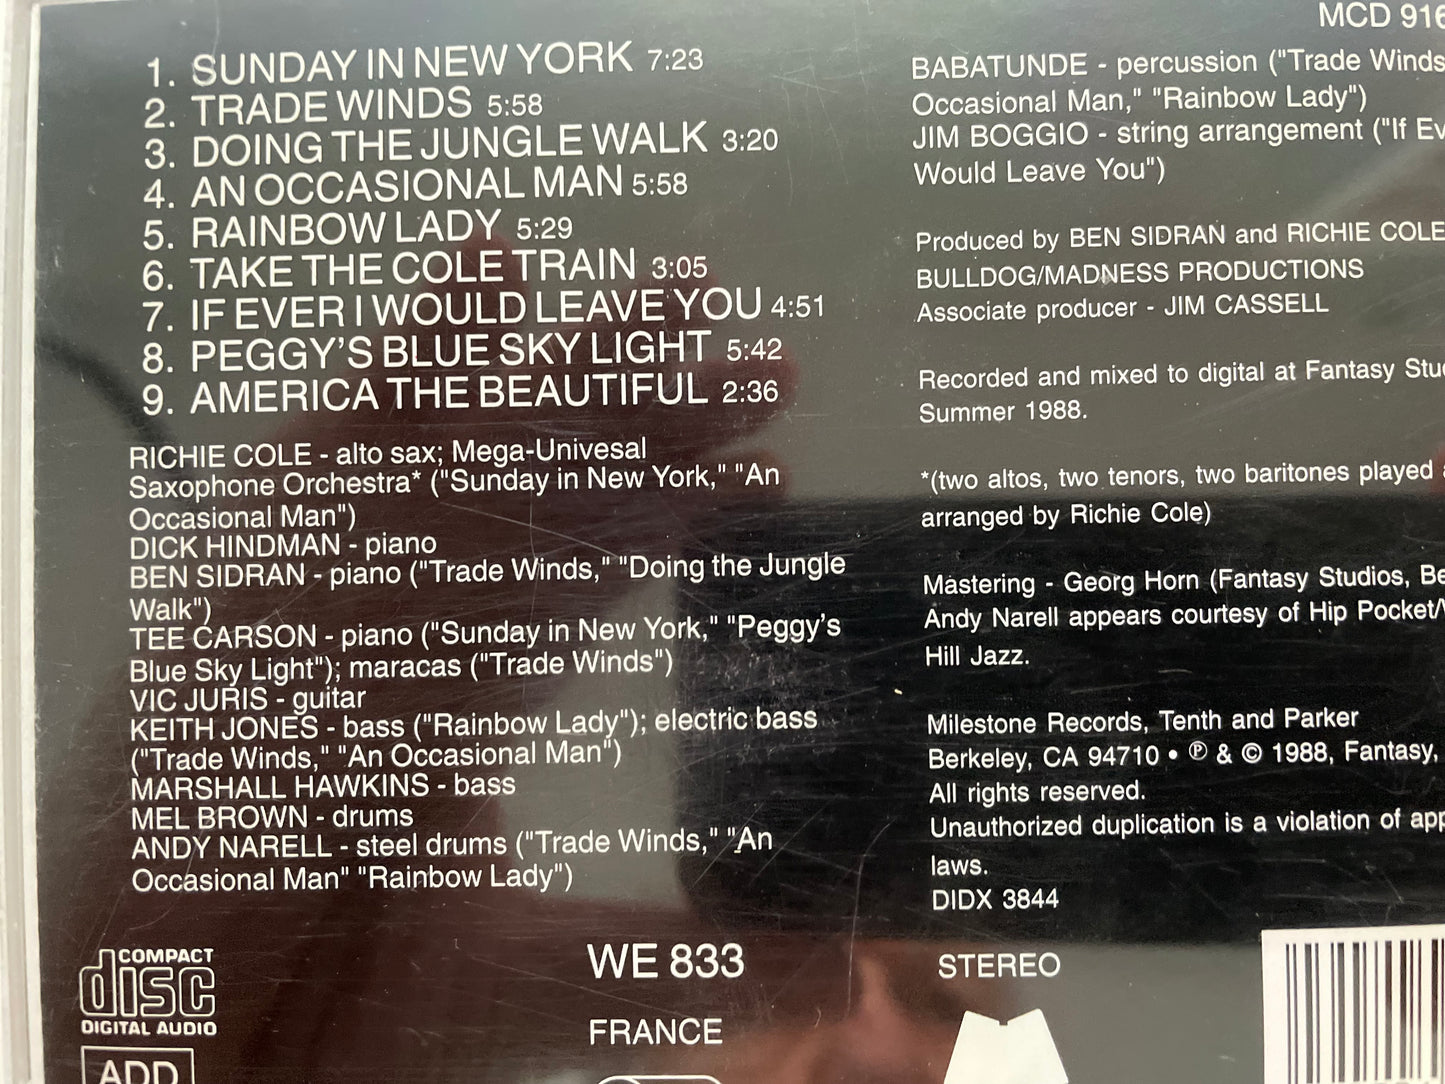 1. SUNDAY IN NEW YORK 7:23
2. TRADE WINDS 5:58
3. DOING THE JUNGLE WALK 3:20
4. AN OCCASIONAL MAN 5:58
5. RAINBOW LADY 5:29
6. TAKE THE COLE TRAIN 3:05
7. IF EVER I WOULD LEAVE YOU 4:51
8. PEGGY'S BLUE SKY LIGHT 5:42
9. AMERICA THE BEAUTIFUL 2:36
RICHIE COLE - alto sax; Mega-Univesal
Saxophone Orchestra* ("Sunday in New York," "An
Occasional Man")
DICK HINDMAN - piano
BEN SIDRAN - piano ("Trade Winds," "Doing the Jungle
Walk")
TEE CARSON - piano ("Sunday in New York," "Peggy's
Blue Sky Light"); maracas ("Trade Winds")
VIC JURIS - guitar
KEITH JONES - bass ("Rainbow Lady"); electric bass
("Trade Winds," "An Occasional Man")
MARSHALL HAWKINS - bass
MEL BROWN - drums
ANDY NARELL - steel drums ("Trade Winds," "An
Occasional Man" "Rainbow Lady")
MCD 916
BABATUNDE - percussion ("Trade Winds
Occasional Man," "Rainbow Lady")
JIM BOGGIO - string arrangement ("If Ev
Would Leave You")
Produced by BEN SIDRAN and RICHIE COLE
BULLDOG/MADNESS PRODUCTIONS
Associate producer - JIM CASSELL
Recorded and mixed to digital at Fantasy Stu
Summer 1988.
*(two altos, two tenors, two baritones played
arranged by Richie Cole)
Mastering - Georg Horn (Fantasy Studios, Be
Andy Narell appears courtesy of Hip Pocket/
Hill Jazz.
Milestone Records, Tenth and Parker
Berkeley, CA 94710 • ℗ & © 1988, Fantasy,
All rights reserved.
Unauthorized duplication is a violation of app
laws.
DIDX 3844
COMPACT
disc
DIGITAL AUDIO
ADD
WE 833
FRANCE
STEREO